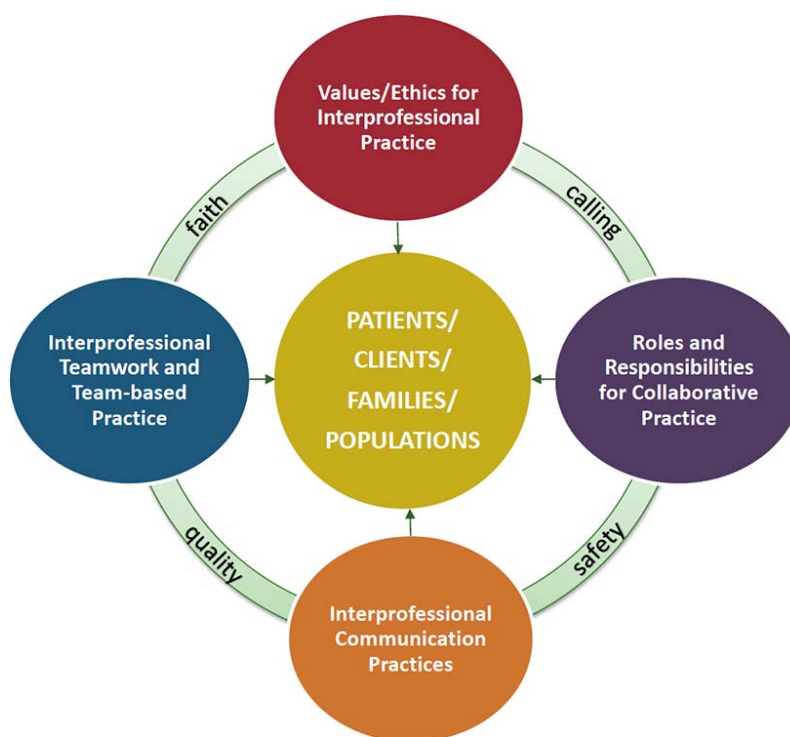 Values/Ethics for
Interprofessional
Practice
faith
calling
Interprofessional
Teamwork and
Team-based
Practice
PATIENTS/
CLIENTS/
FAMILIES/
POPULATIONS
Roles and
Responsibilities
for Collaborative
Practice
quality
safety
Interprofessional
Communication
Practices